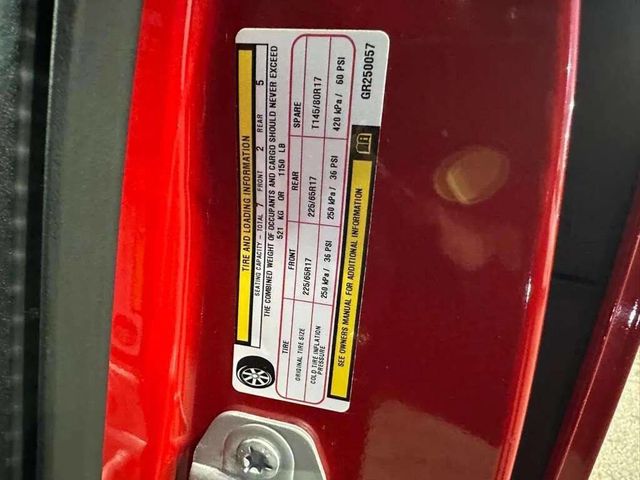 TIRE AND LOADING INFORMATION
SEATING CAPACITY - TOTAL 7 FRONT 2 REAR 5
THE COMBINED WEIGHT OF OCCUPANTS AND CARGO SHOULD NEVER EXCEED
521 KG OR 1150 LB
TIRE FRONT REAR SPARE
ORIGINAL TIRE SIZE 225/65R17 225/65R17 T145/80R17
COLD TIRE INFLATION PRESSURE 250 kPa / 36 PSI 250 kPa / 36 PSI 420 kPa / 60 PSI
SEE OWNERS MANUAL FOR ADDITIONAL INFORMATION
GR250057